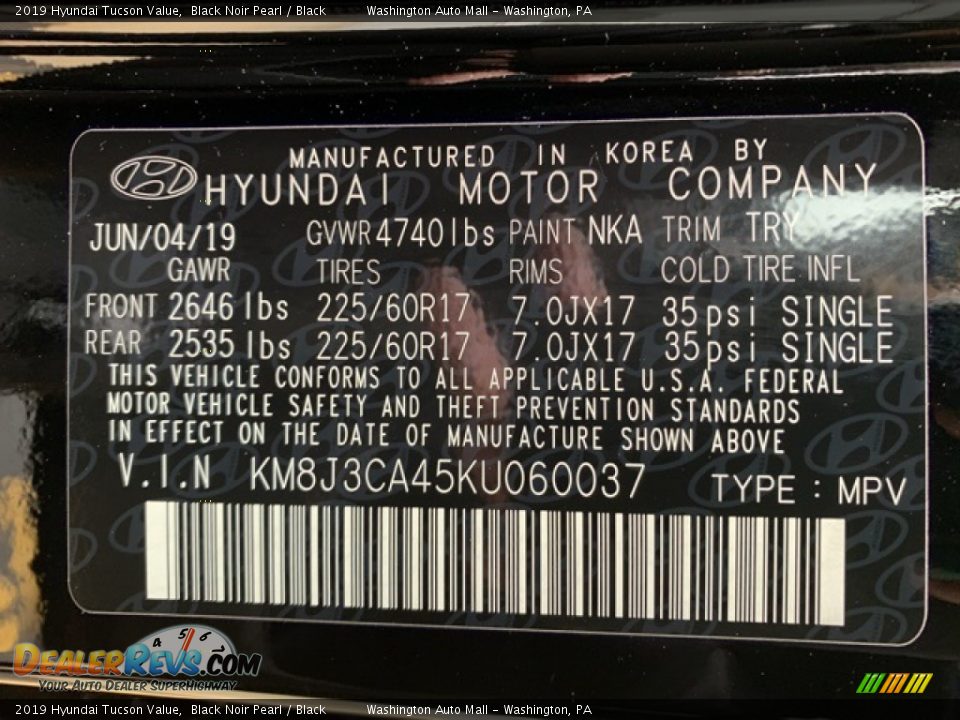 2019 Hyundai Tucson Value, Black Noir Pearl / Black Washington Auto Mall - Washington, PA
MANUFACTURED IN KOREA BY
HYUNDAI MOTOR COMPANY
JUN/04/19 GVWR 4740 lbs PAINT NKA TRIM TRY
GAWR TIRES RIMS COLD TIRE INFL
FRONT 2646 lbs 225/60R17 7.0JX17 35psi SINGLE
REAR 2535 lbs 225/60R17 7.0JX17 35psi SINGLE
THIS VEHICLE CONFORMS TO ALL APPLICABLE U.S.A. FEDERAL
MOTOR VEHICLE SAFETY AND THEFT PREVENTION STANDARDS
IN EFFECT ON THE DATE OF MANUFACTURE SHOWN ABOVE
V.I.N KM8J3CA45KU060037 TYPE : MPV
4 5 6
DEALERREVS.COM
YOUR AUTO DEALER SUPERHIGHWAY
2019 Hyundai Tucson Value, Black Noir Pearl / Black Washington Auto Mall - Washington, PA